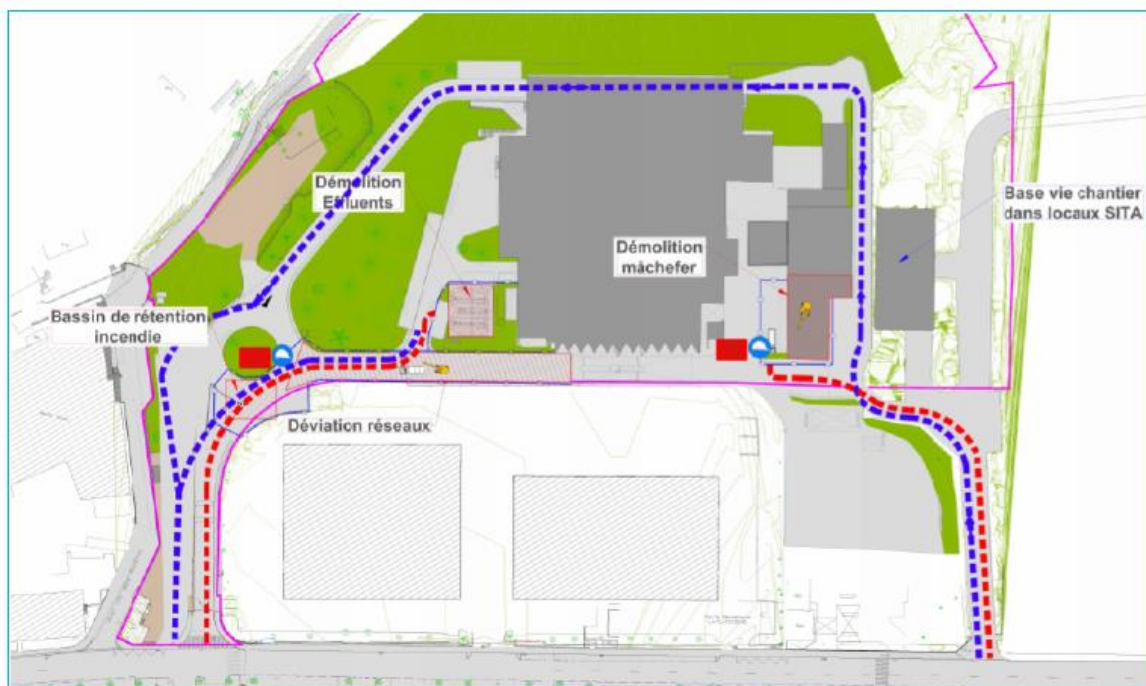 Démolition
Effluents
Base vie chantier
dans locaux SITA
Démolition
mâchefer
Bassin de rétention
incendie
Déviation réseaux